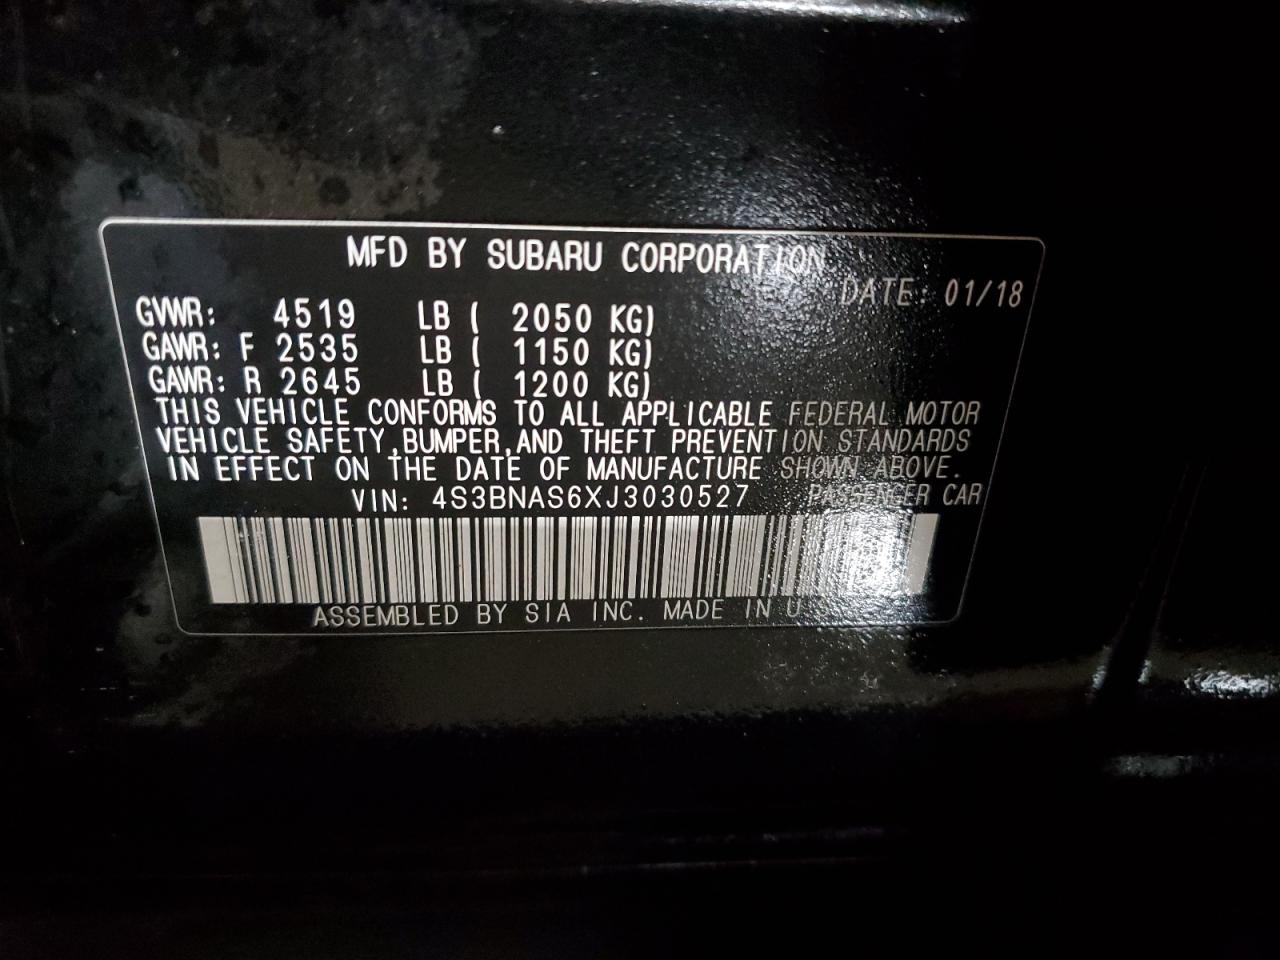 MFD BY SUBARU CORPORATION
DATE: 01/18
GVWR: 4519 LB ( 2050 KG)
GAWR: F 2535 LB ( 1150 KG)
GAWR: R 2645 LB ( 1200 KG)
THIS VEHICLE CONFORMS TO ALL APPLICABLE FEDERAL MOTOR
VEHICLE SAFETY,BUMPER,AND THEFT PREVENTION STANDARDS
IN EFFECT ON THE DATE OF MANUFACTURE SHOWN ABOVE.
VIN: 4S3BNAS6XJ3030527 PASSENGER CAR
ASSEMBLED BY SIA INC. MADE IN U.S.A.